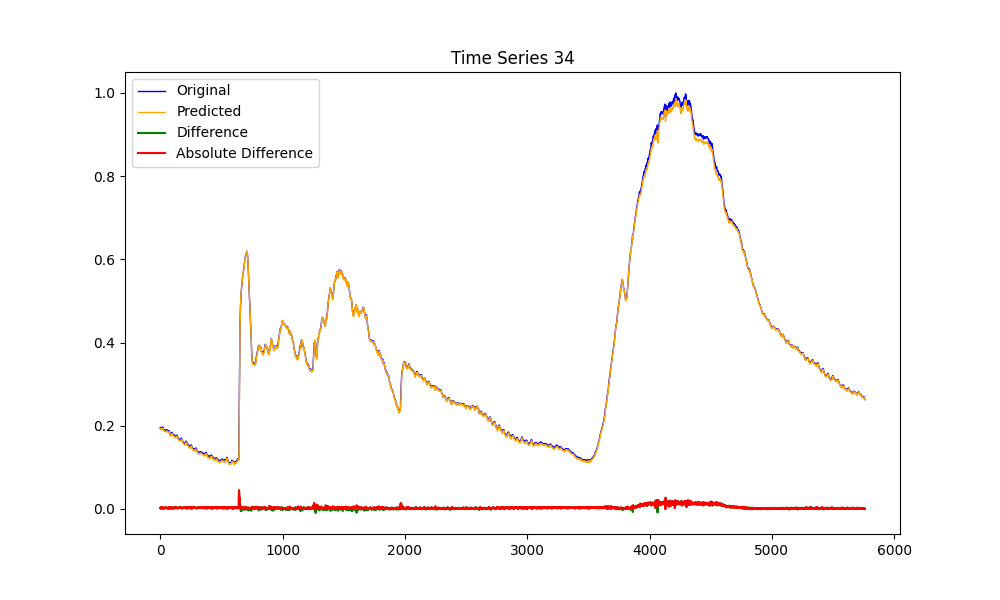 Time Series 34
Original
Predicted
Difference
Absolute Difference
1.0
0.8
0.6
0.4
0.2
0.0
0 1000 2000 3000 4000 5000 6000